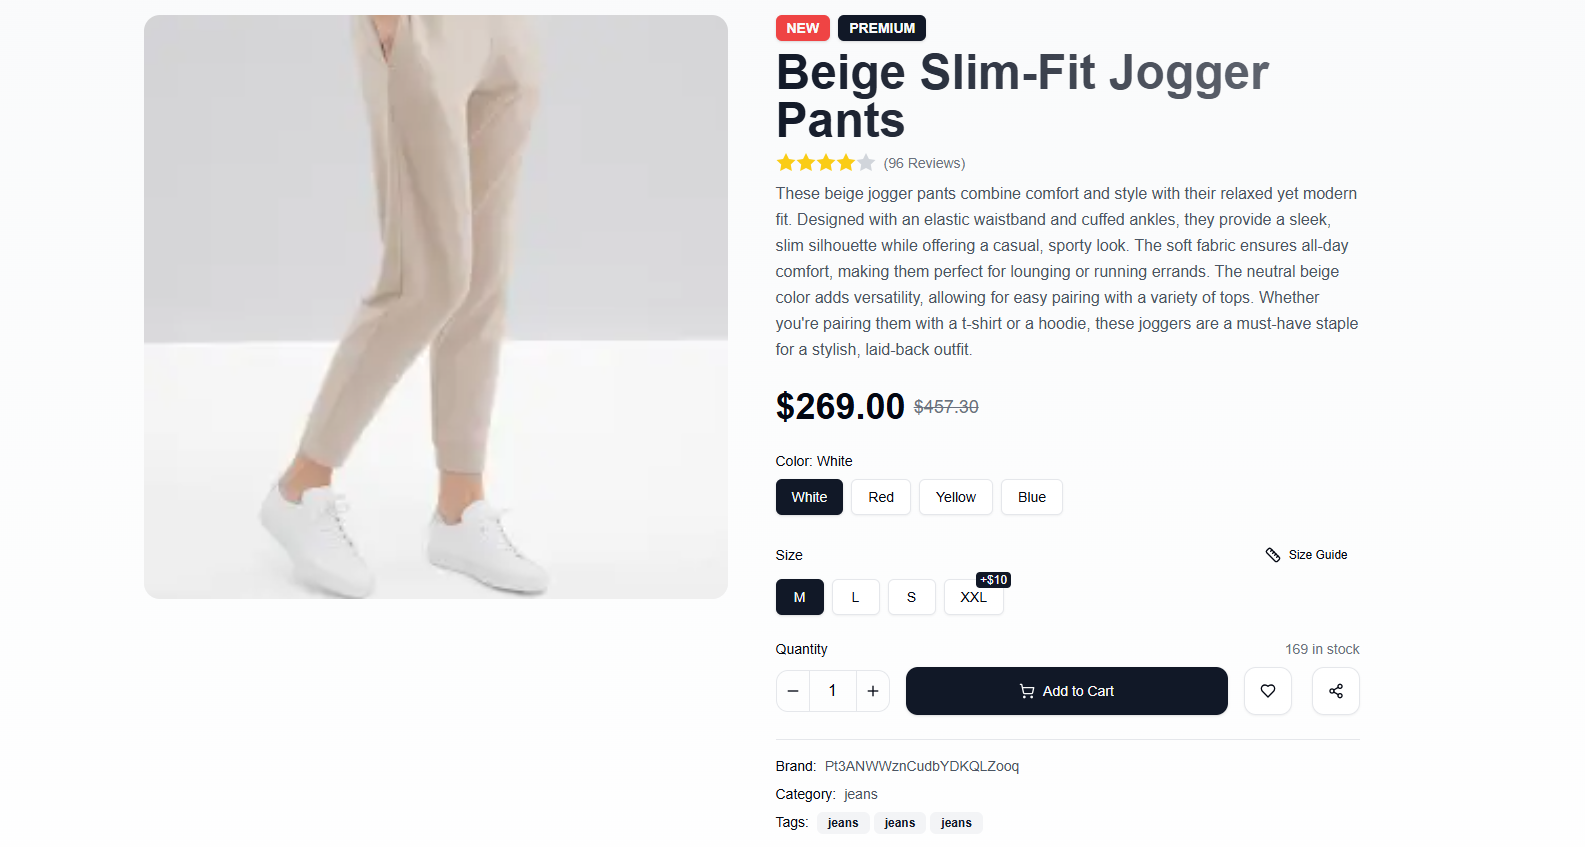 NEW PREMIUM
Beige Slim-Fit Jogger
Pants
(96 Reviews)
These beige jogger pants combine comfort and style with their relaxed yet modern
fit. Designed with an elastic waistband and cuffed ankles, they provide a sleek,
slim silhouette while offering a casual, sporty look. The soft fabric ensures all-day
comfort, making them perfect for lounging or running errands. The neutral beige
color adds versatility, allowing for easy pairing with a variety of tops. Whether
you're pairing them with a t-shirt or a hoodie, these joggers are a must-have staple
for a stylish, laid-back outfit.
$269.00 $457.30
Color: White
White Red Yellow Blue
Size Size Guide
+$10
M L S XXL
Quantity 169 in stock
− 1 + Add to Cart
Brand: Pt3ANWWznCudbYDKQLZooq
Category: jeans
Tags: jeans jeans jeans